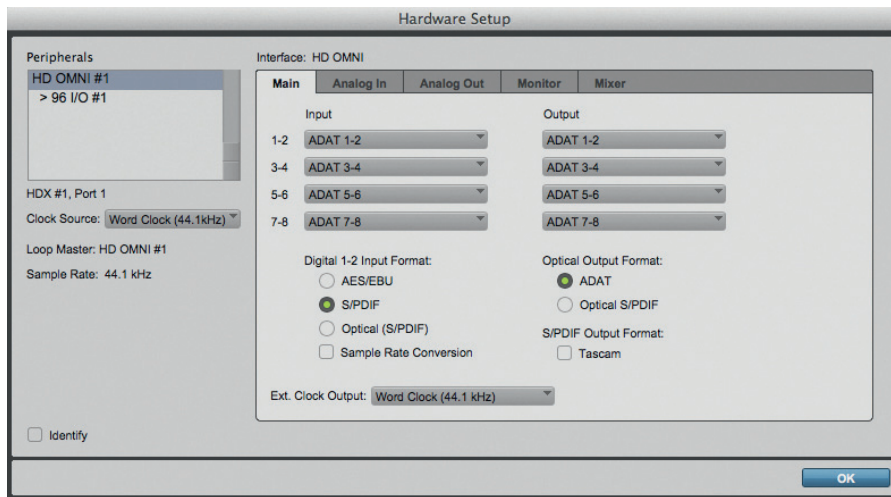 Hardware Setup
Peripherals
HD OMNI #1
> 96 I/O #1
HDX #1, Port 1
Clock Source: Word Clock (44.1kHz)
Loop Master: HD OMNI #1
Sample Rate: 44.1 kHz
Identify
Interface: HD OMNI
Main Analog In Analog Out Monitor Mixer
Input Output
1-2 ADAT 1-2 ADAT 1-2
3-4 ADAT 3-4 ADAT 3-4
5-6 ADAT 5-6 ADAT 5-6
7-8 ADAT 7-8 ADAT 7-8
Digital 1-2 Input Format:
AES/EBU
S/PDIF
Optical (S/PDIF)
Sample Rate Conversion
Optical Output Format:
ADAT
Optical S/PDIF
S/PDIF Output Format:
Tascam
Ext. Clock Output: Word Clock (44.1 kHz)
OK